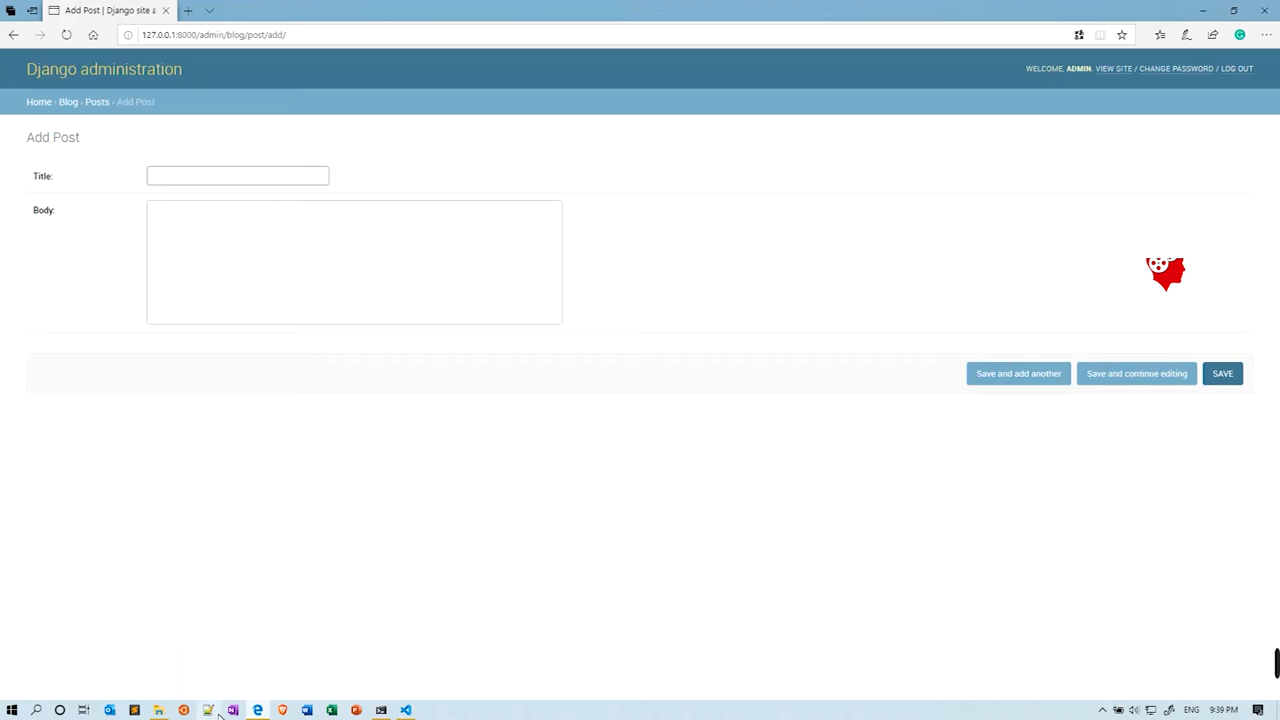 Add Post | Django site a
127.0.0.1:8000/admin/blog/post/add/
Django administration
WELCOME, ADMIN. VIEW SITE / CHANGE PASSWORD / LOG OUT
Home › Blog › Posts › Add Post
Add Post
Title:
Body:
Save and add another
Save and continue editing
SAVE
ENG
9:39 PM